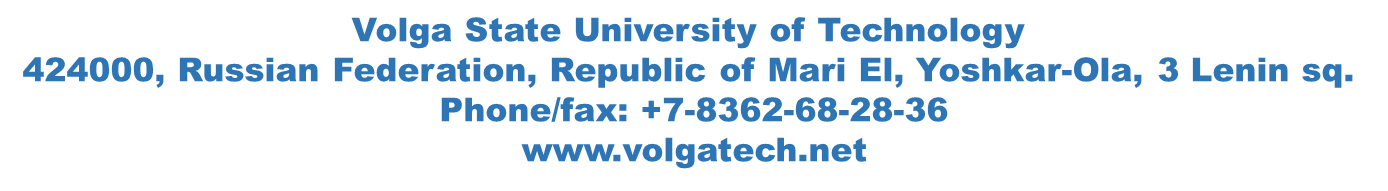 Volga State University of Technology
424000, Russian Federation, Republic of Mari El, Yoshkar-Ola, 3 Lenin sq.
Phone/fax: +7-8362-68-28-36
www.volgatech.net